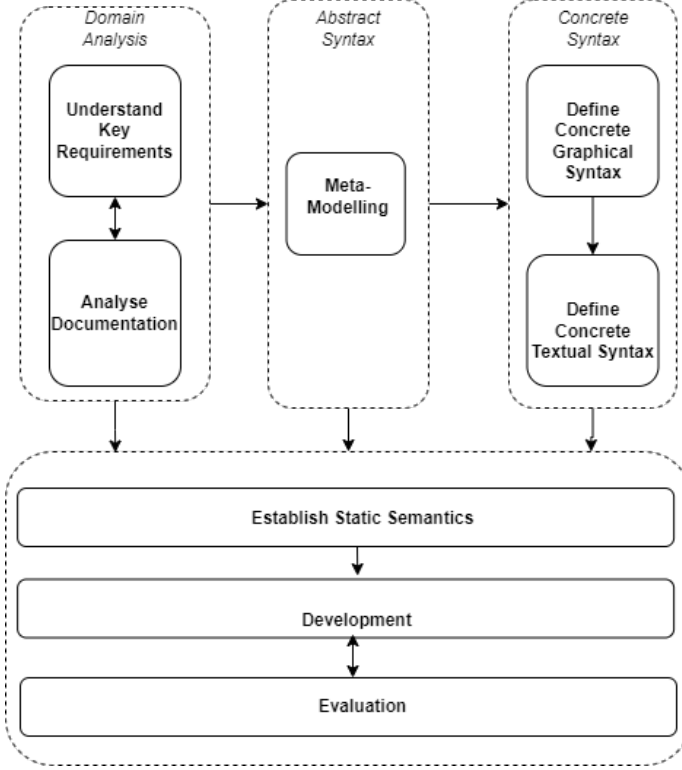 Domain
Analysis
Understand
Key
Requirements
Analyse
Documentation
Abstract
Syntax
Meta-
Modelling
Concrete
Syntax
Define
Concrete
Graphical
Syntax
Define
Concrete
Textual Syntax
Establish Static Semantics
Development
Evaluation